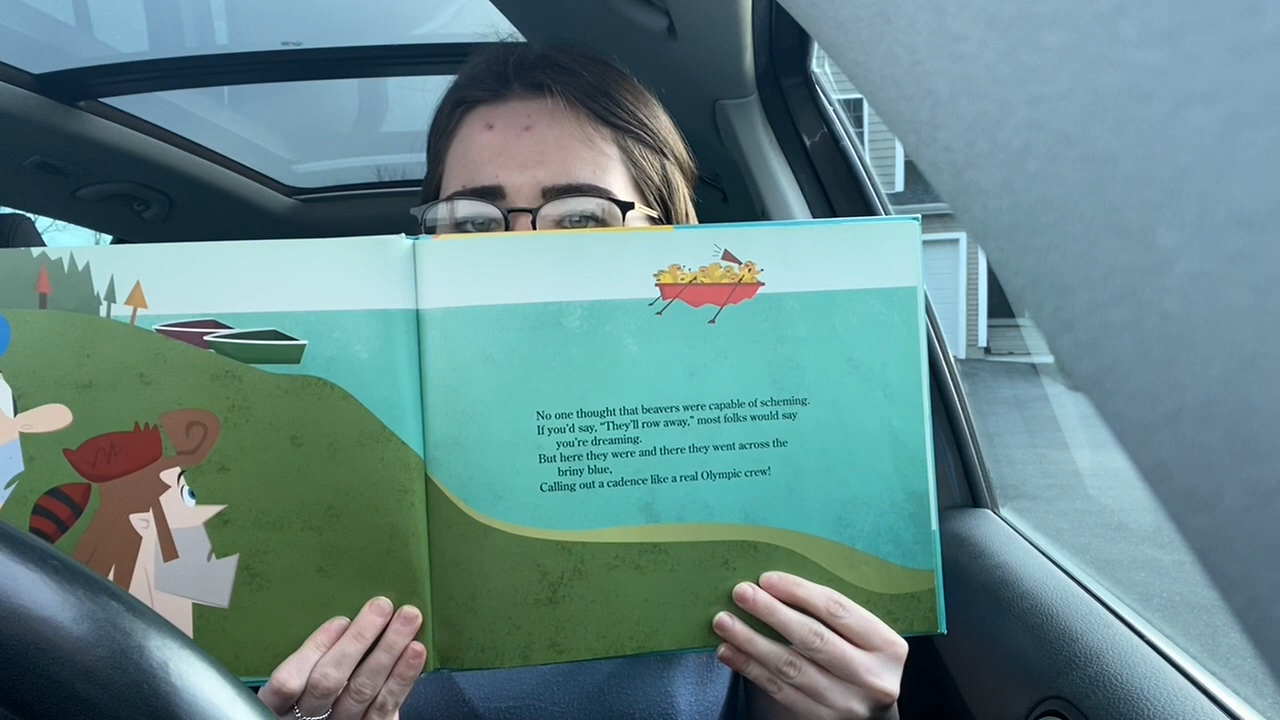 No one thought that beavers were capable of scheming.
If you'd say, “They'll row away,” most folks would say
you're dreaming.
But here they were and there they went across the
briny blue,
Calling out a cadence like a real Olympic crew!